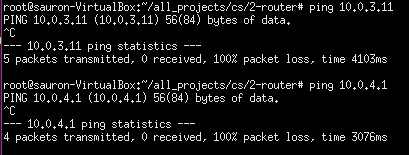 root@sauron-VirtualBox:~/all_projects/cs/2-router# ping 10.0.3.11
PING 10.0.3.11 (10.0.3.11) 56(84) bytes of data.
^C
--- 10.0.3.11 ping statistics ---
5 packets transmitted, 0 received, 100% packet loss, time 4103ms

root@sauron-VirtualBox:~/all_projects/cs/2-router# ping 10.0.4.1
PING 10.0.4.1 (10.0.4.1) 56(84) bytes of data.
^C
--- 10.0.4.1 ping statistics ---
4 packets transmitted, 0 received, 100% packet loss, time 3076ms